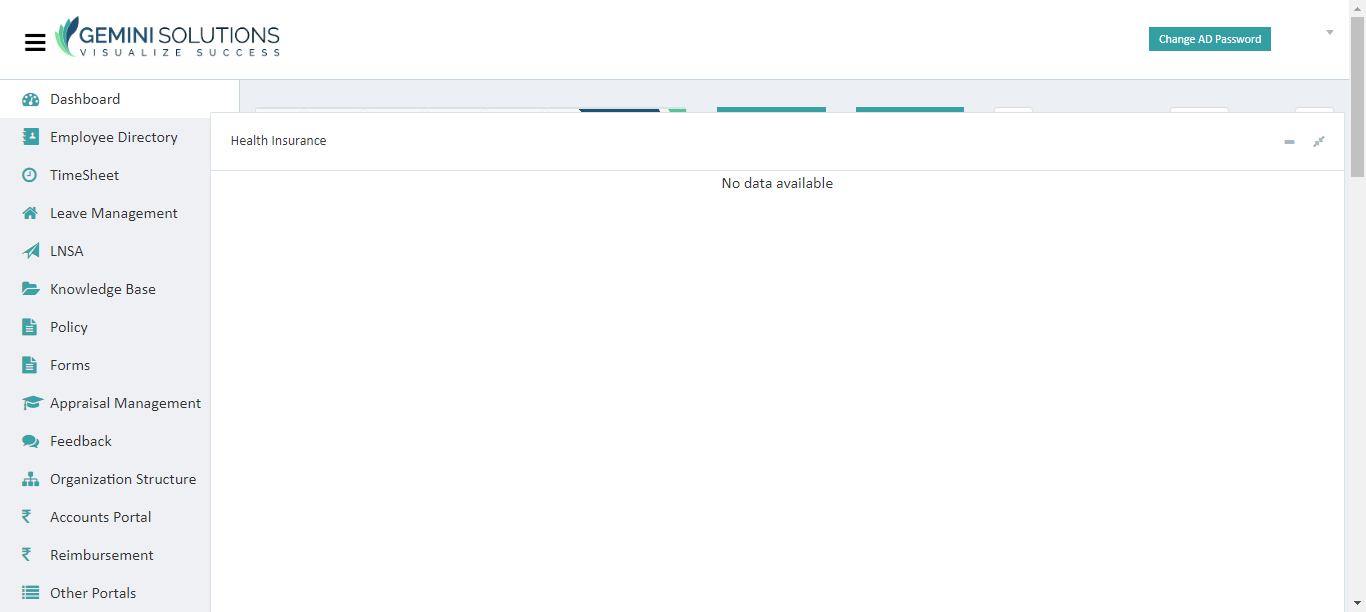 GEMINI SOLUTIONS
VISUALIZE SUCCESS
Change AD Password
Dashboard
Employee Directory
TimeSheet
Leave Management
LNSA
Knowledge Base
Policy
Forms
Appraisal Management
Feedback
Organization Structure
Accounts Portal
Reimbursement
Other Portals
Health Insurance
No data available